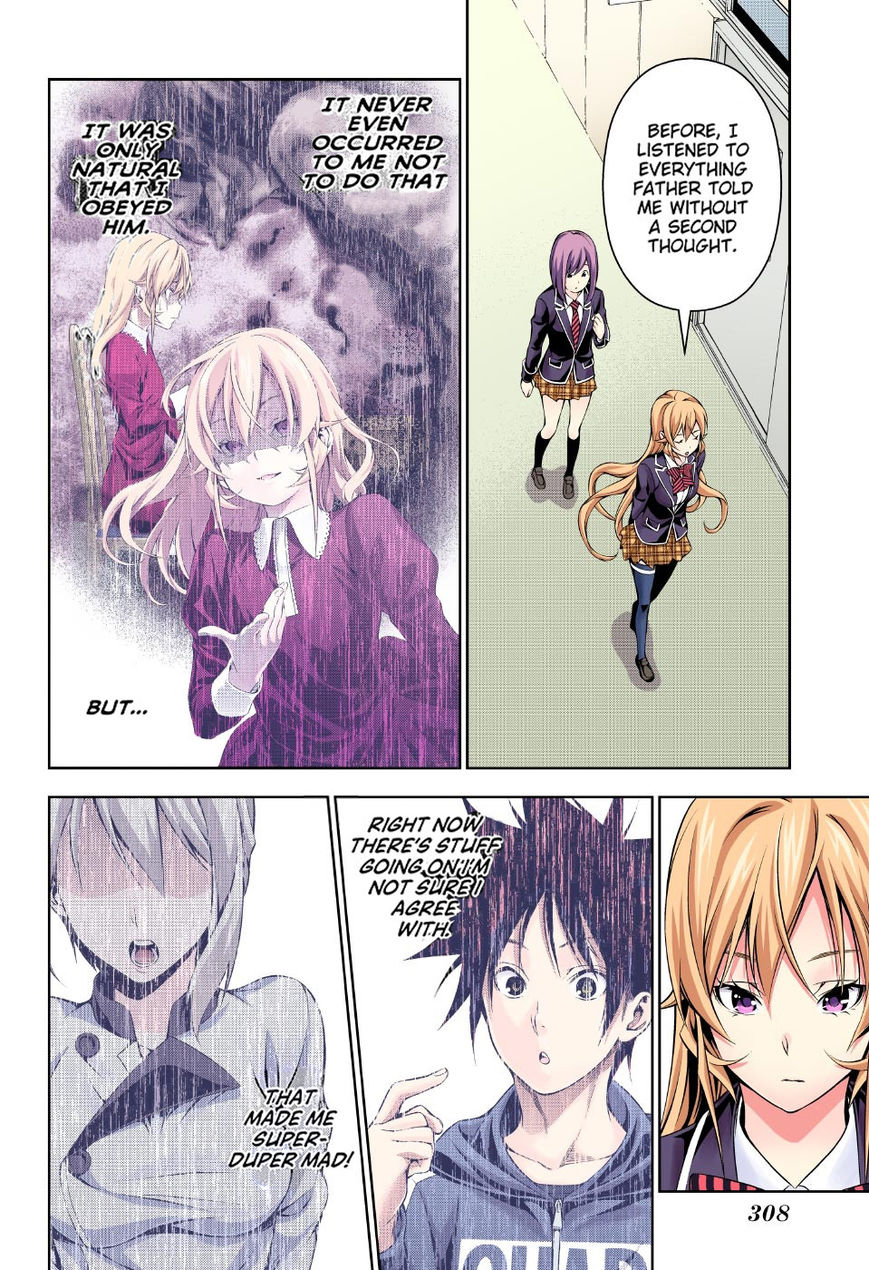 BEFORE, I
LISTENED TO
EVERYTHING
FATHER TOLD
ME WITHOUT
A SECOND
THOUGHT.
IT NEVER
EVEN
OCCURRED
TO ME NOT
TO DO THAT
IT WAS
ONLY
NATURAL
THAT I
OBEYED
HIM.
BUT...
RIGHT NOW
THERE'S STUFF
GOING ON I'M
NOT SURE I
AGREE
WITH.
THAT
MADE ME
SUPER-
DUPER MAD!
308